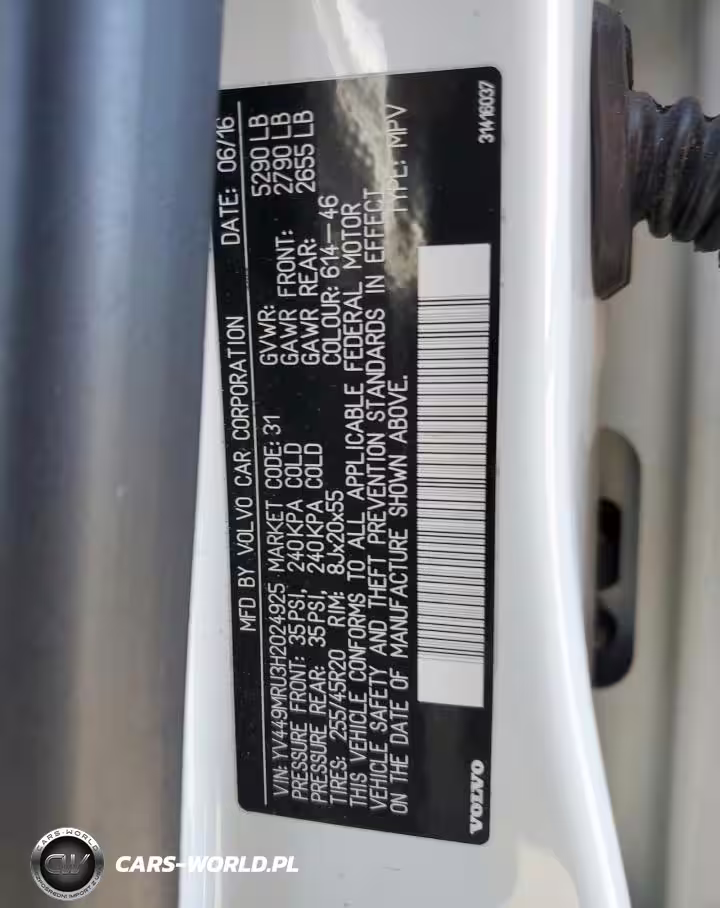 MFD BY VOLVO CAR CORPORATION DATE: 06/16
VIN: YV449MRU3H2024925 MARKET CODE: 31 GVWR: 5290 LB
PRESSURE FRONT: 35PSI, 240KPA COLD GAWR FRONT: 2790 LB
PRESSURE REAR: 35PSI, 240KPA COLD GAWR REAR: 2655 LB
TIRES: 255/45R20 RIM: 8Jx20x55 COLOUR: 614-46
THIS VEHICLE CONFORMS TO ALL APPLICABLE FEDERAL MOTOR
VEHICLE SAFETY AND THEFT PREVENTION STANDARDS IN EFFECT
ON THE DATE OF MANUFACTURE SHOWN ABOVE. TYPE: MPV
VOLVO
31416037
CARS-WORLD
CW
CARS-WORLD.PL